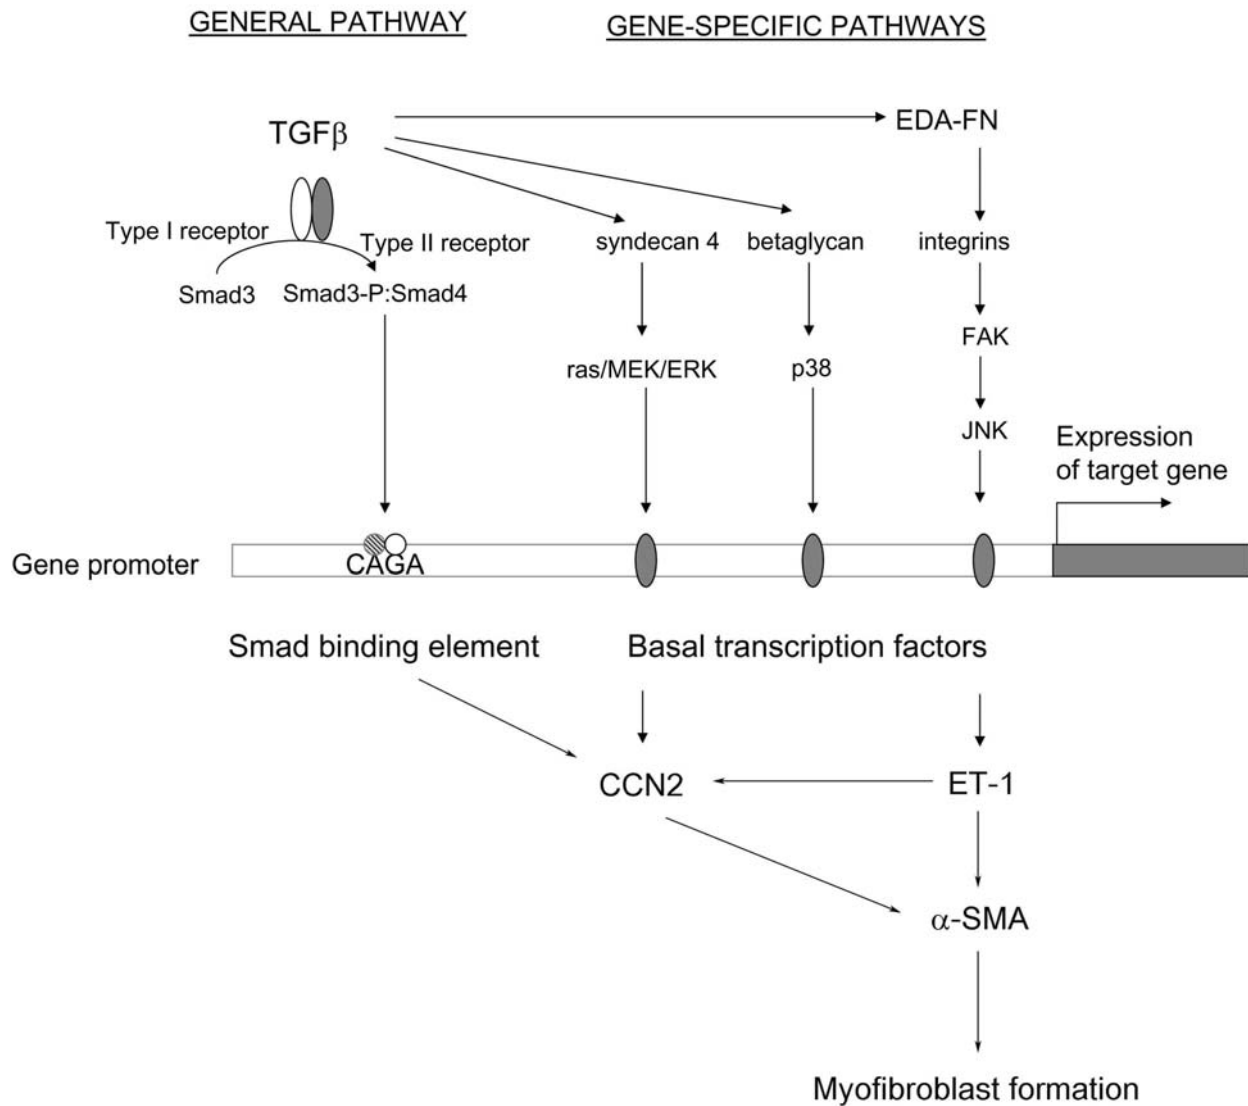 GENERAL PATHWAY
GENE-SPECIFIC PATHWAYS
TGFβ
EDA-FN
Type I receptor
Type II receptor
syndecan 4
betaglycan
integrins
Smad3
Smad3-P:Smad4
FAK
ras/MEK/ERK
p38
JNK
Expression
of target gene
Gene promoter
CAGA
Smad binding element
Basal transcription factors
CCN2
ET-1
α-SMA
Myofibroblast formation